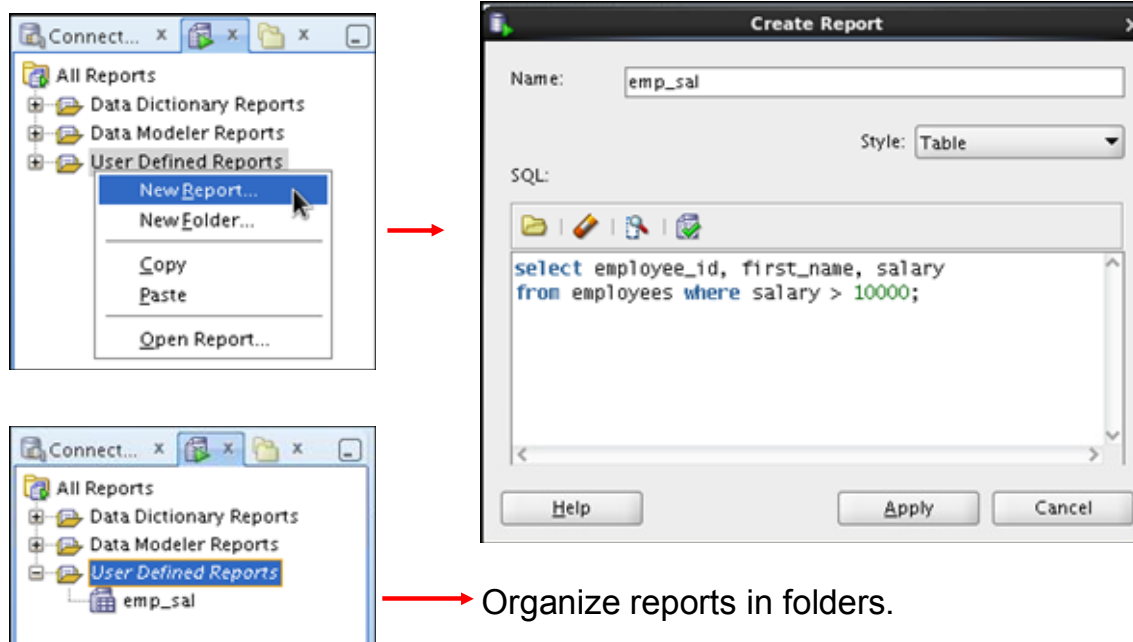 Connect...
All Reports
Data Dictionary Reports
Data Modeler Reports
User Defined Reports
New Report...
New Folder...
Copy
Paste
Open Report...
Create Report
Name: emp_sal
Style: Table
SQL:
select employee_id, first_name, salary
from employees where salary > 10000;
Help Apply Cancel
Connect...
All Reports
Data Dictionary Reports
Data Modeler Reports
User Defined Reports
emp_sal
Organize reports in folders.